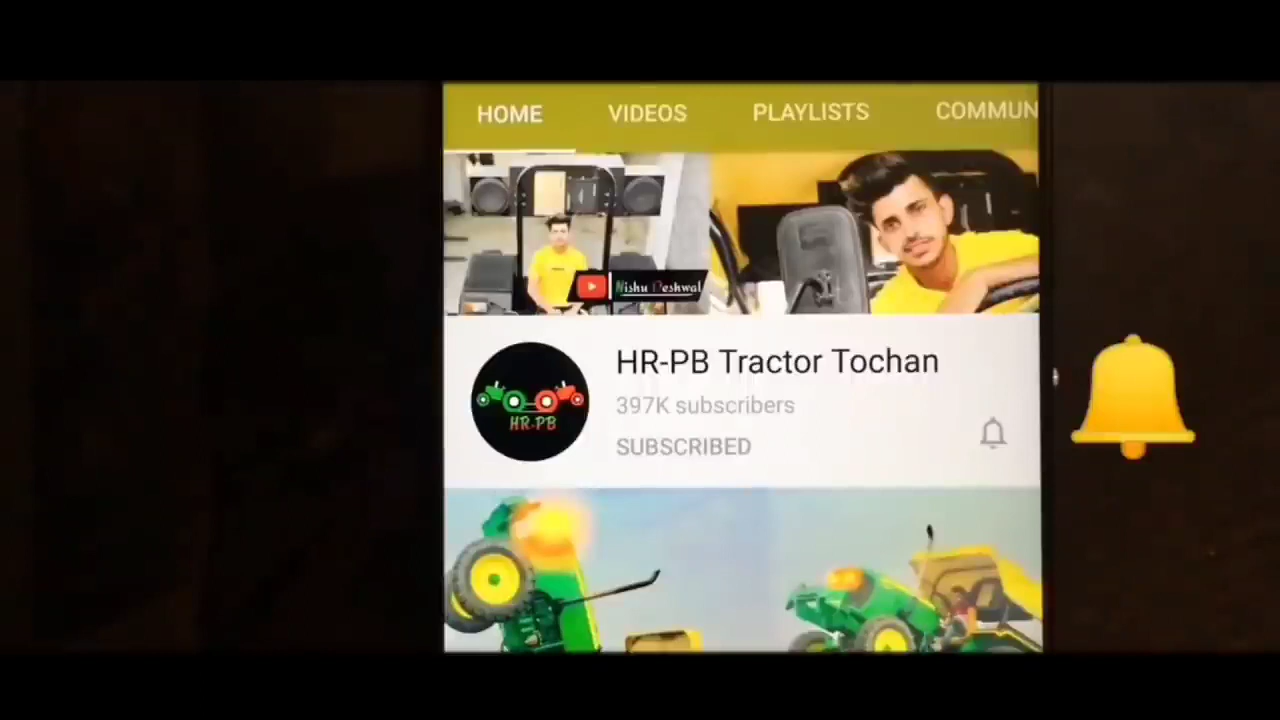 HOME VIDEOS PLAYLISTS COMMUN
Nishu Deshwal
HR-PB Tractor Tochan
397K subscribers
HR-PB
SUBSCRIBED